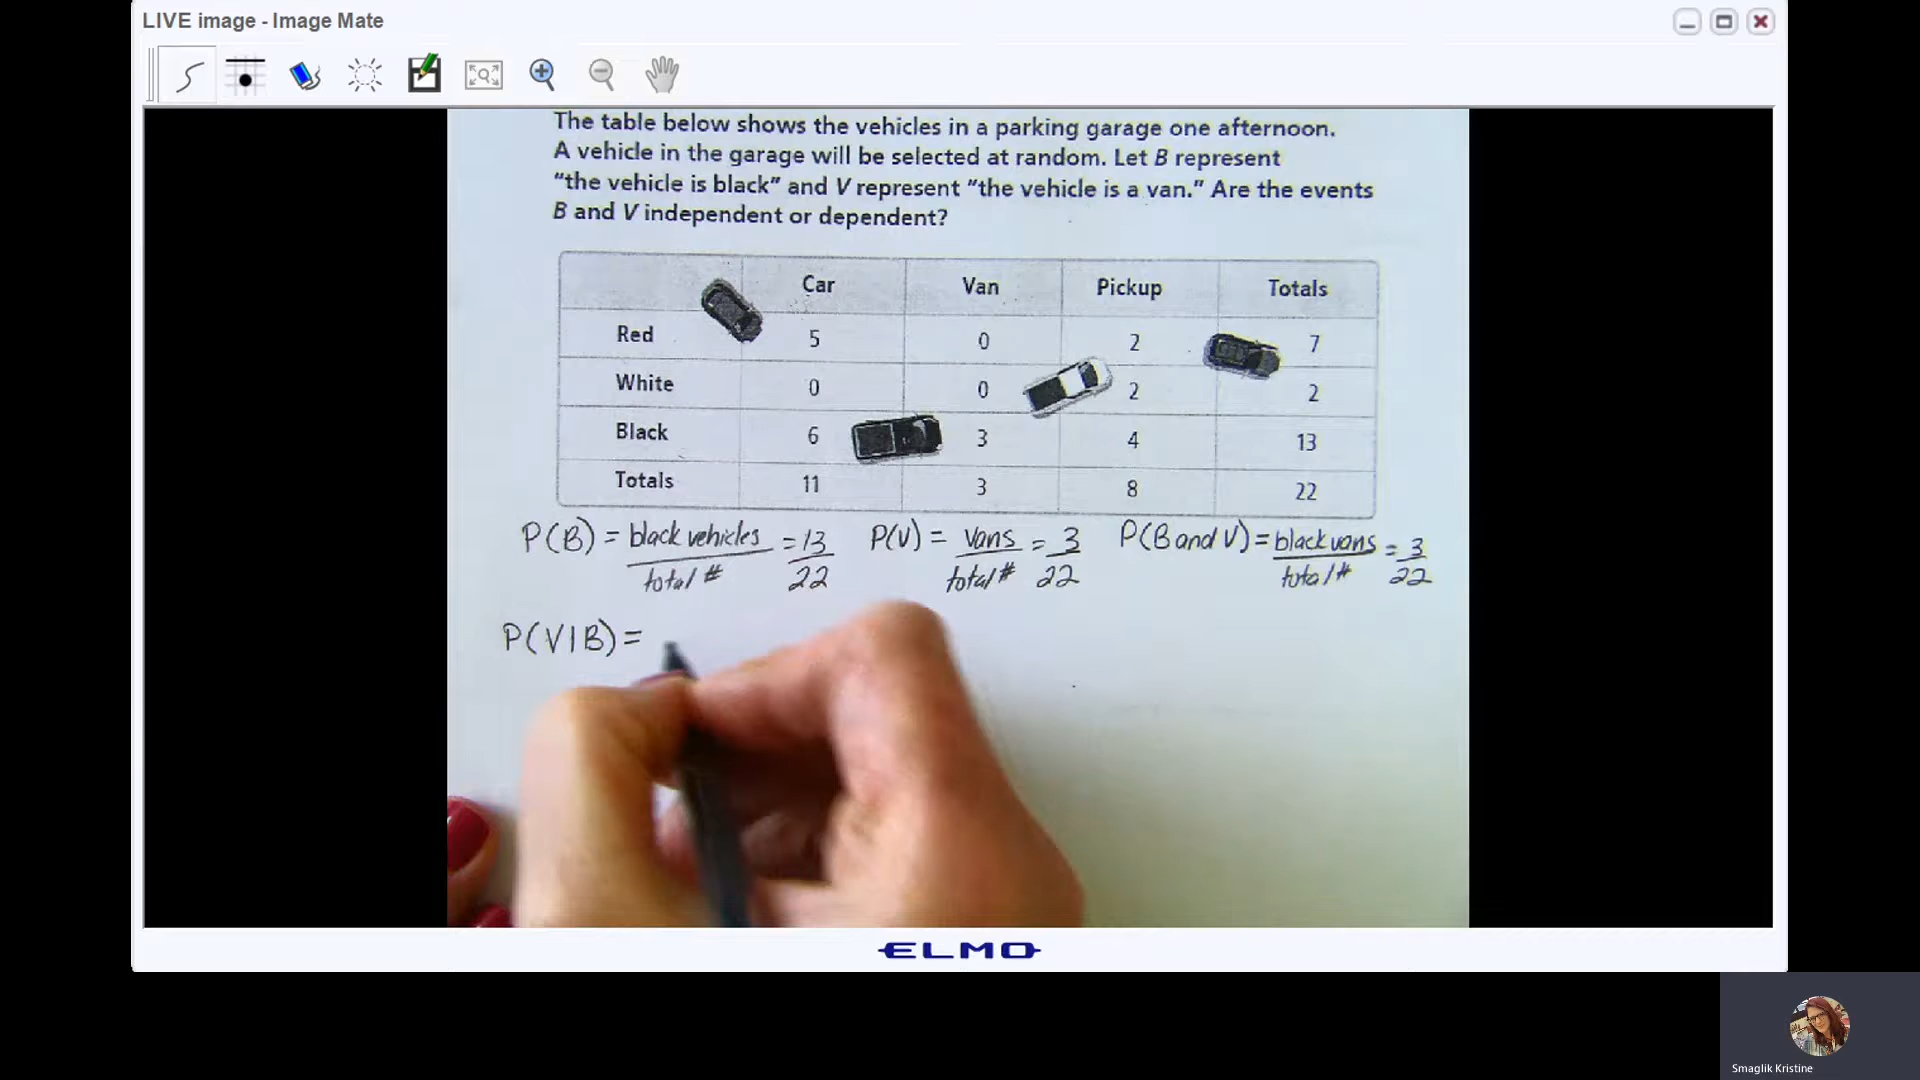 LIVE image - Image Mate
The table below shows the vehicles in a parking garage one afternoon.
A vehicle in the garage will be selected at random. Let B represent
"the vehicle is black" and V represent "the vehicle is a van." Are the events
B and V independent or dependent?
Car Van Pickup Totals
Red 5 0 2 7
White 0 0 2 2
Black 6 3 4 13
Totals 11 3 8 22
P(B) = black vehicles / total # = 13/22 P(V) = vans / total # = 3/22 P(B and V) = black vans / total # = 3/22
P(V|B) =
ELMO
Smaglik Kristine